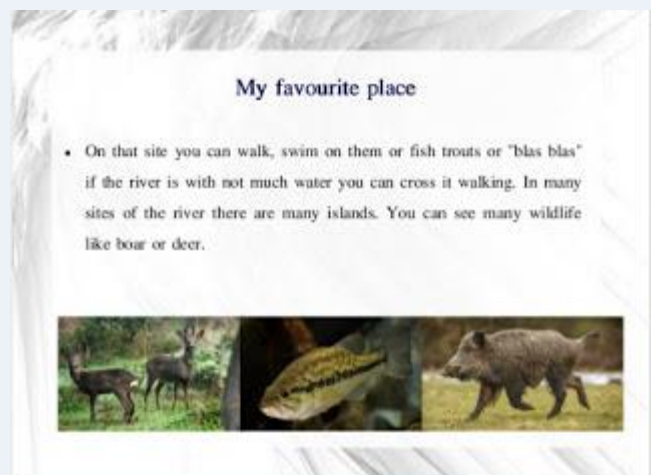 My favourite place
• On that site you can walk, swim on them or fish trouts or "blas blas"
if the river is with not much water you can cross it walking. In many
sites of the river there are many islands. You can see many wildlife
like boar or deer.